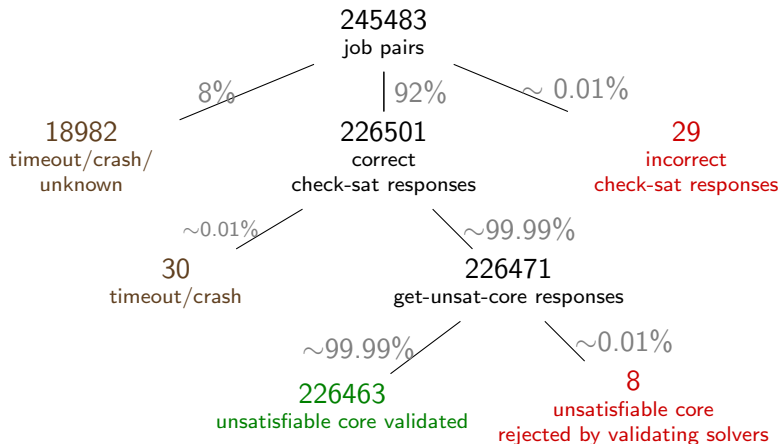 245483
job pairs
8%
92%
∼ 0.01%
18982
timeout/crash/
unknown
226501
correct
check-sat responses
29
incorrect
check-sat responses
∼0.01%
∼99.99%
30
timeout/crash
226471
get-unsat-core responses
∼99.99%
∼0.01%
226463
unsatisfiable core validated
8
unsatisfiable core
rejected by validating solvers